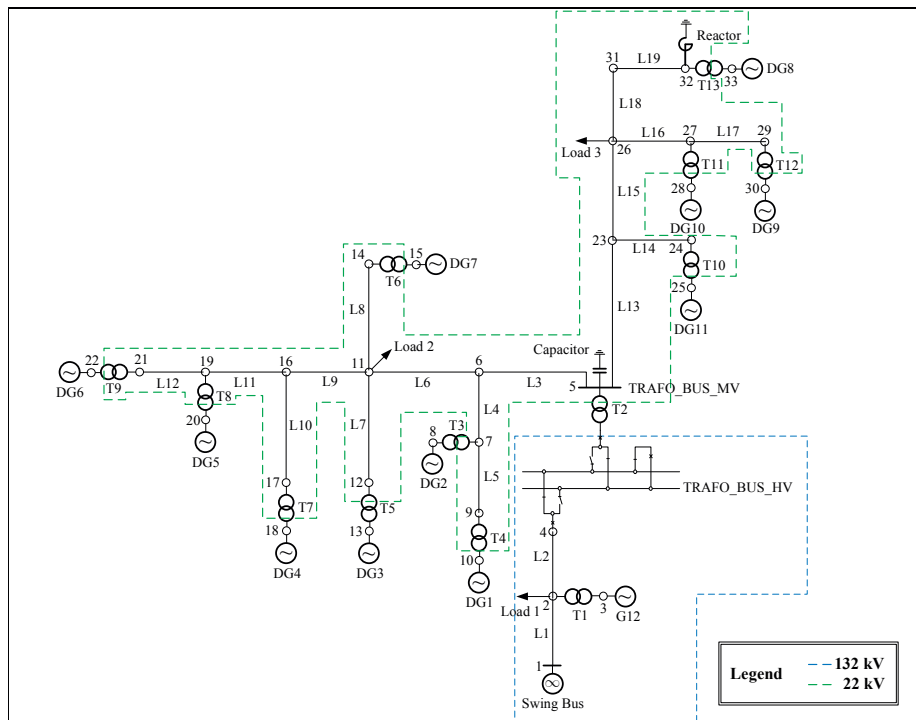 Reactor
31
L19
32
T13
33
DG8
L18
27
29
L16
L17
Load 3
26
T11
T12
28
30
L15
DG10
DG9
23
24
L14
T10
14
15
DG7
25
T6
L13
DG11
L8
Load 2
Capacitor
22
21
19
16
11
6
5
TRAFO_BUS_MV
DG6
T9
L12
L11
L9
L6
L3
T8
T2
20
L10
L7
L4
DG5
8
T3
7
DG2
L5
17
12
TRAFO_BUS_HV
T7
T5
9
18
13
T4
4
DG4
DG3
10
L2
DG1
Load 1
2
T1
3
G12
L1
1
Swing Bus
Legend
132 kV
22 kV